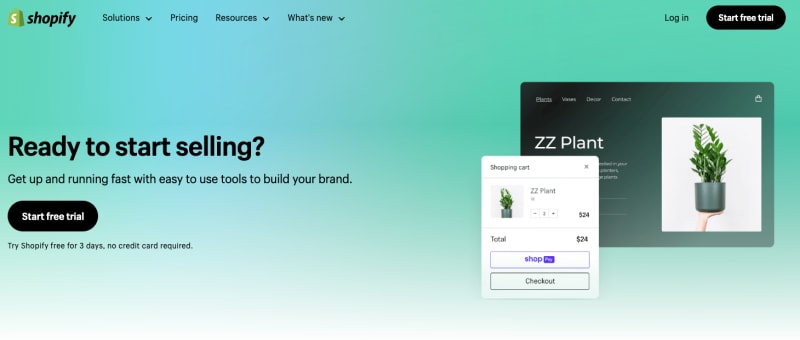 shopify
Solutions
Pricing
Resources
What's new
Log in
Start free trial
Ready to start selling?
Get up and running fast with easy to use tools to build your brand.
Start free trial
Try Shopify free for 3 days, no credit card required.
Plants
Vases
Decor
Contact
ZZ Plant
Shopping cart
ZZ Plant
− 2 +
$24
Total
$24
shop Pay
Checkout